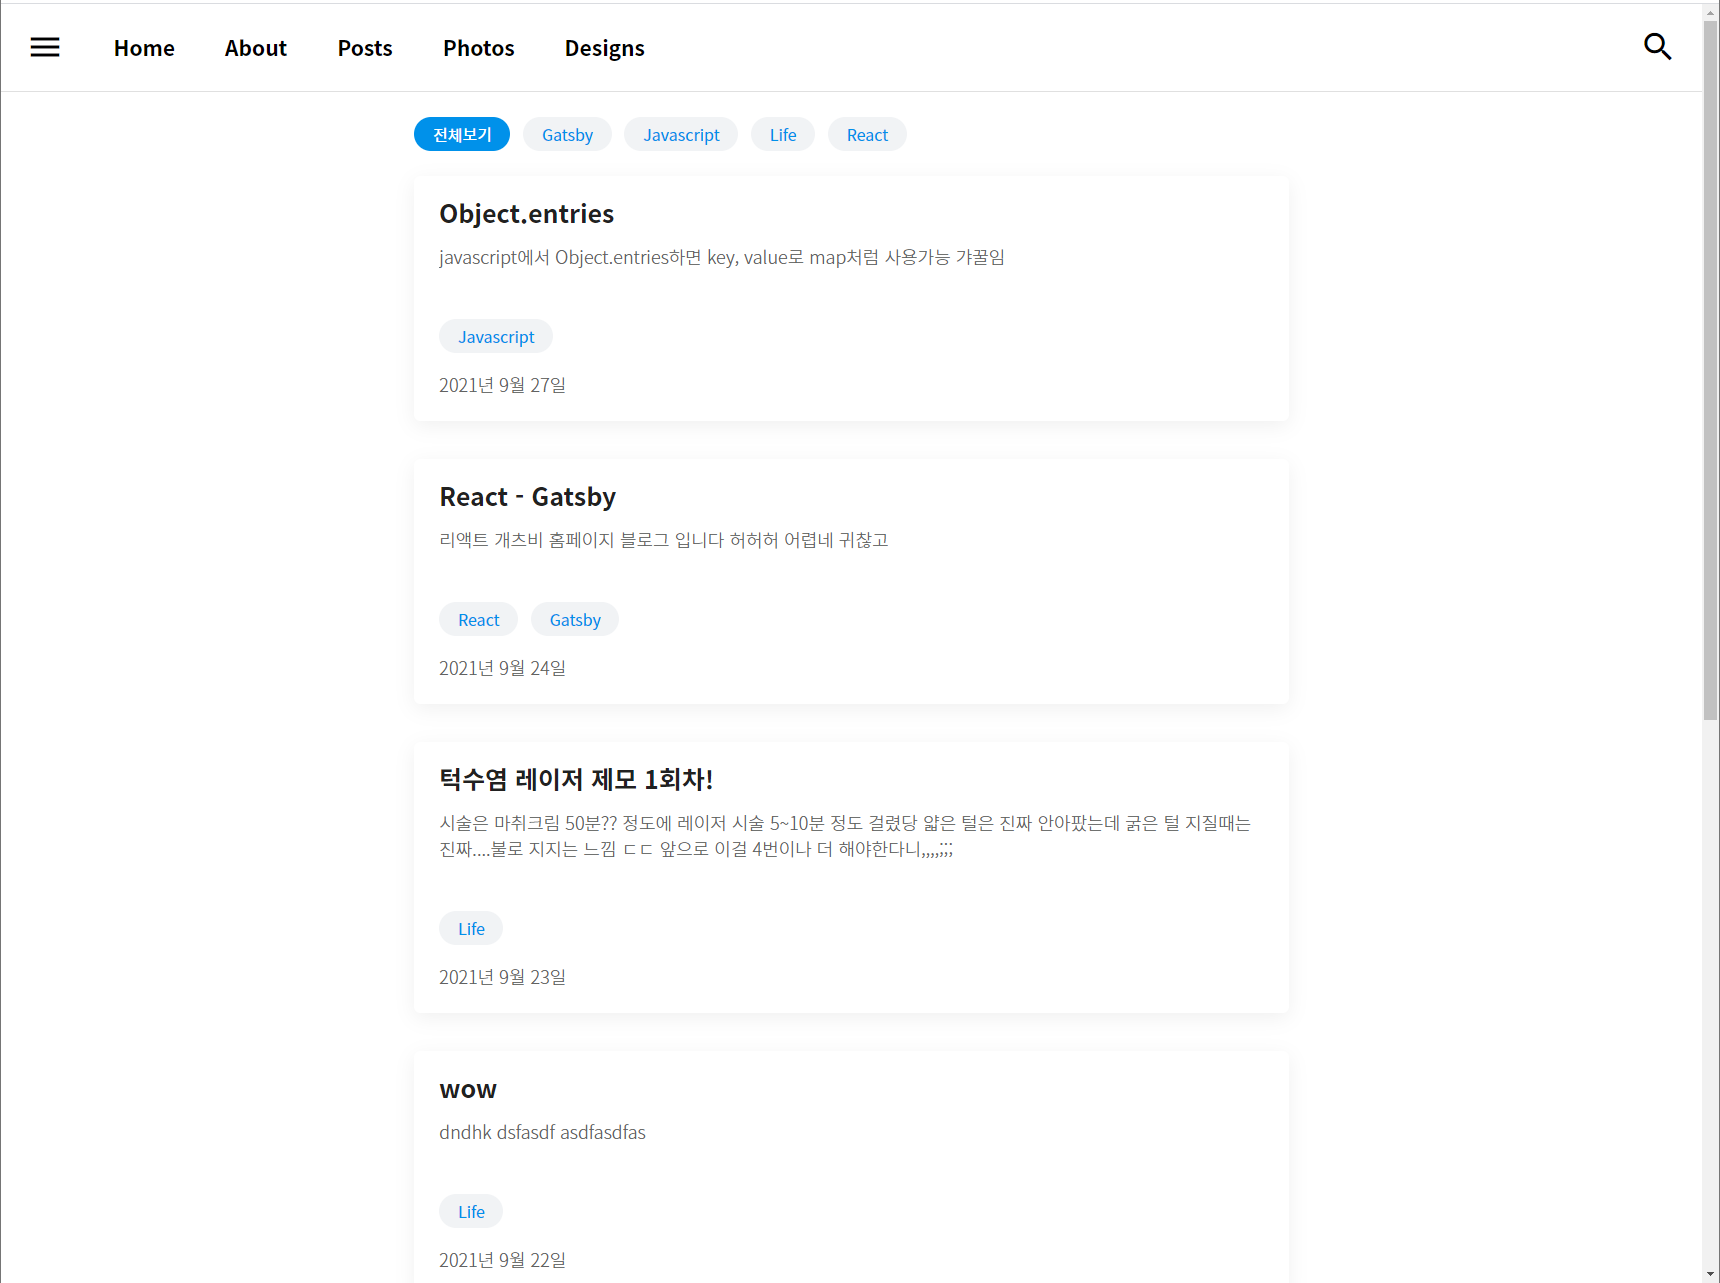 Home About Posts Photos Designs
전체보기 Gatsby Javascript Life React
Object.entries
javascript에서 Object.entries하면 key, value로 map처럼 사용가능 갸꿀임
Javascript
2021년 9월 27일
React - Gatsby
리액트 개츠비 홈페이지 블로그 입니다 허허허 어렵네 귀찮고
React Gatsby
2021년 9월 24일
턱수염 레이저 제모 1회차!
시술은 마취크림 50분?? 정도에 레이저 시술 5~10분 정도 걸렸당 얇은 털은 진짜 안아팠는데 굵은 털 지질때는
진짜....불로 지지는 느낌 ㄷㄷ 앞으로 이걸 4번이나 더 해야한다니,,,,;;;
Life
2021년 9월 23일
wow
dndhk dsfasdf asdfasdfas
Life
2021년 9월 22일